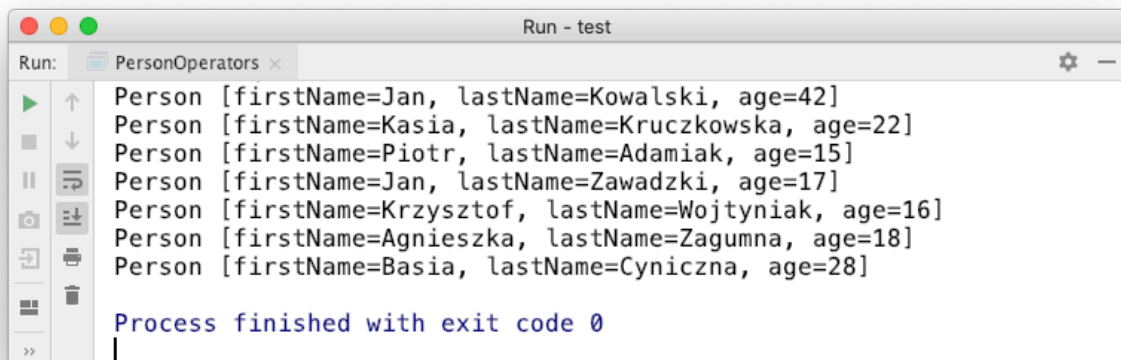 Run - test
Run: PersonOperators
Person [firstName=Jan, lastName=Kowalski, age=42]
Person [firstName=Kasia, lastName=Kruczkowska, age=22]
Person [firstName=Piotr, lastName=Adamiak, age=15]
Person [firstName=Jan, lastName=Zawadzki, age=17]
Person [firstName=Krzysztof, lastName=Wojtyniak, age=16]
Person [firstName=Agnieszka, lastName=Zagumna, age=18]
Person [firstName=Basia, lastName=Cyniczna, age=28]
Process finished with exit code 0